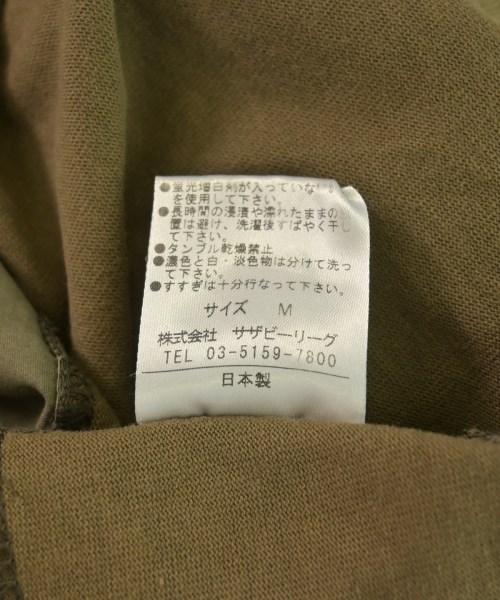 ●蛍光増白剤が入っていない
を使用して下さい。
●長時間の浸漬や濡れたままの
置は避け、洗濯後すばやく干し
て下さい。
●タンブル乾燥禁止
●濃色と白・淡色物は分けて洗っ
て下さい。
●すすぎは十分行なって下さい。
サイズ M
株式会社 サザビーリーグ
TEL 03-5159-7800
日本製